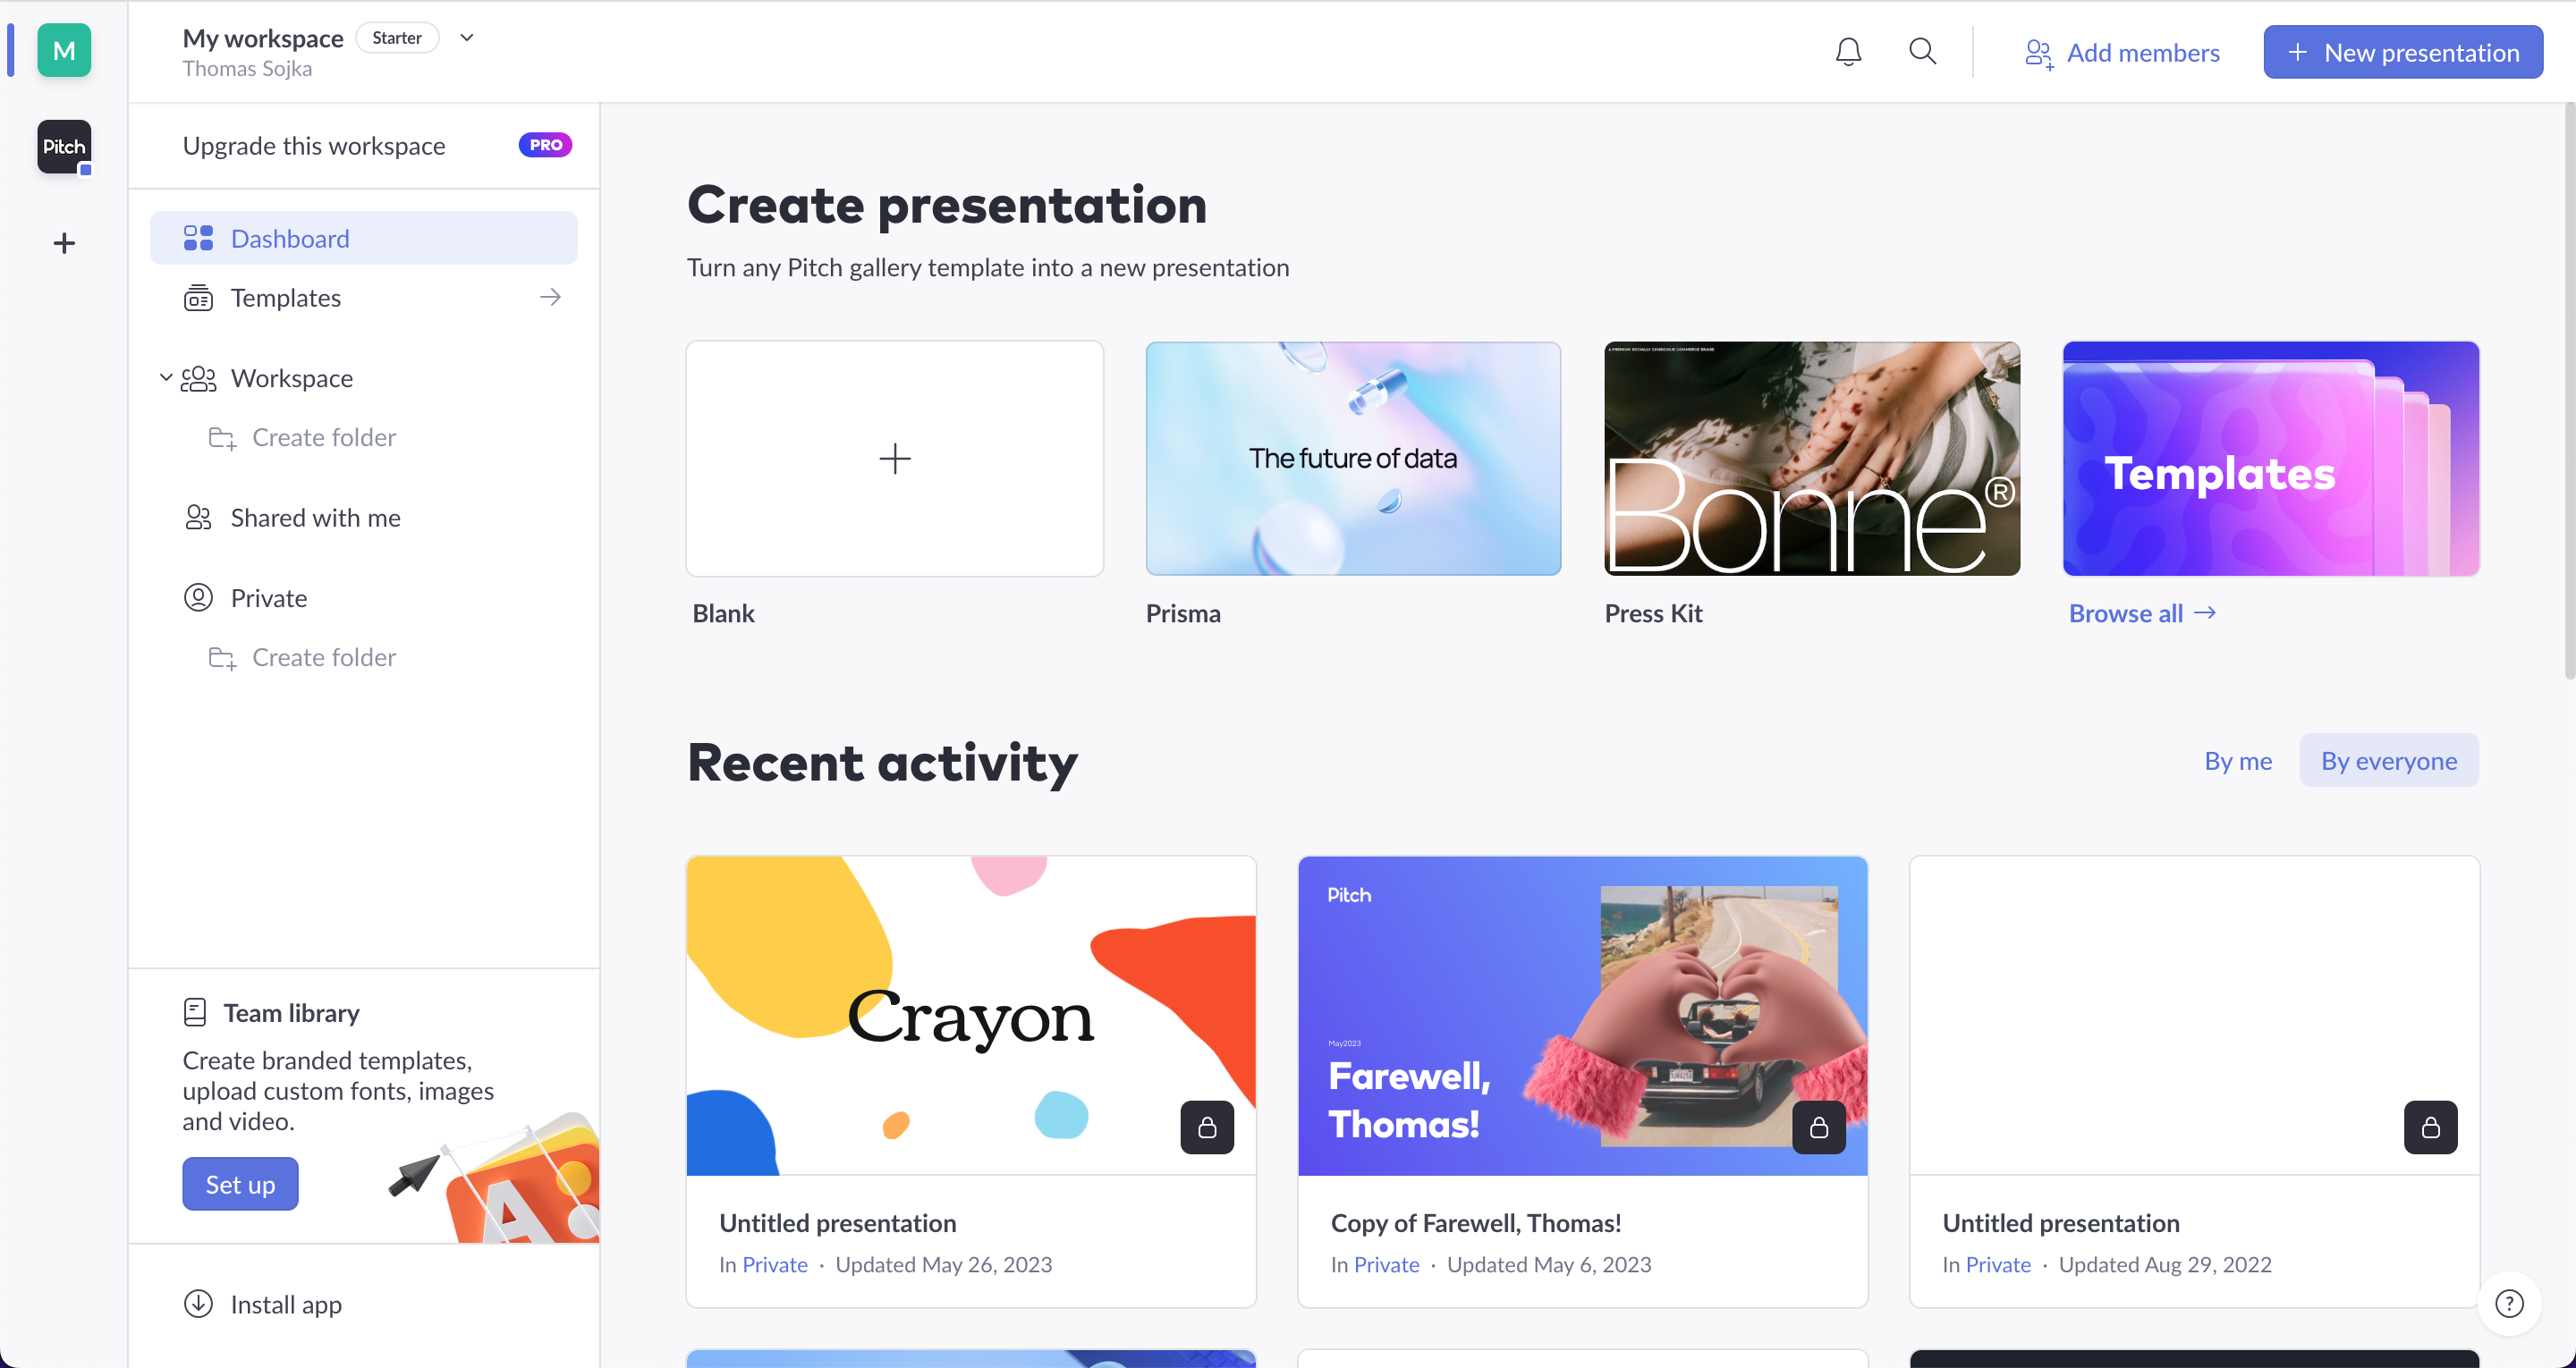 M
My workspace
Starter
Thomas Sojka
Add members
New presentation
Pitch
Upgrade this workspace
PRO
Dashboard
Templates
Workspace
Create folder
Shared with me
Private
Create folder
Team library
Create branded templates,
upload custom fonts, images
and video.
Set up
A
Install app
Create presentation
Turn any Pitch gallery template into a new presentation
The future of data
A PREMIUM SOCIALLY CONSCIOUS COMMERCE BRAND
Bonne®
Templates
Blank
Prisma
Press Kit
Browse all
Recent activity
By me
By everyone
Crayon
Untitled presentation
In Private · Updated May 26, 2023
Pitch
May2023
Farewell,
Thomas!
Copy of Farewell, Thomas!
In Private · Updated May 6, 2023
Untitled presentation
In Private · Updated Aug 29, 2022
?